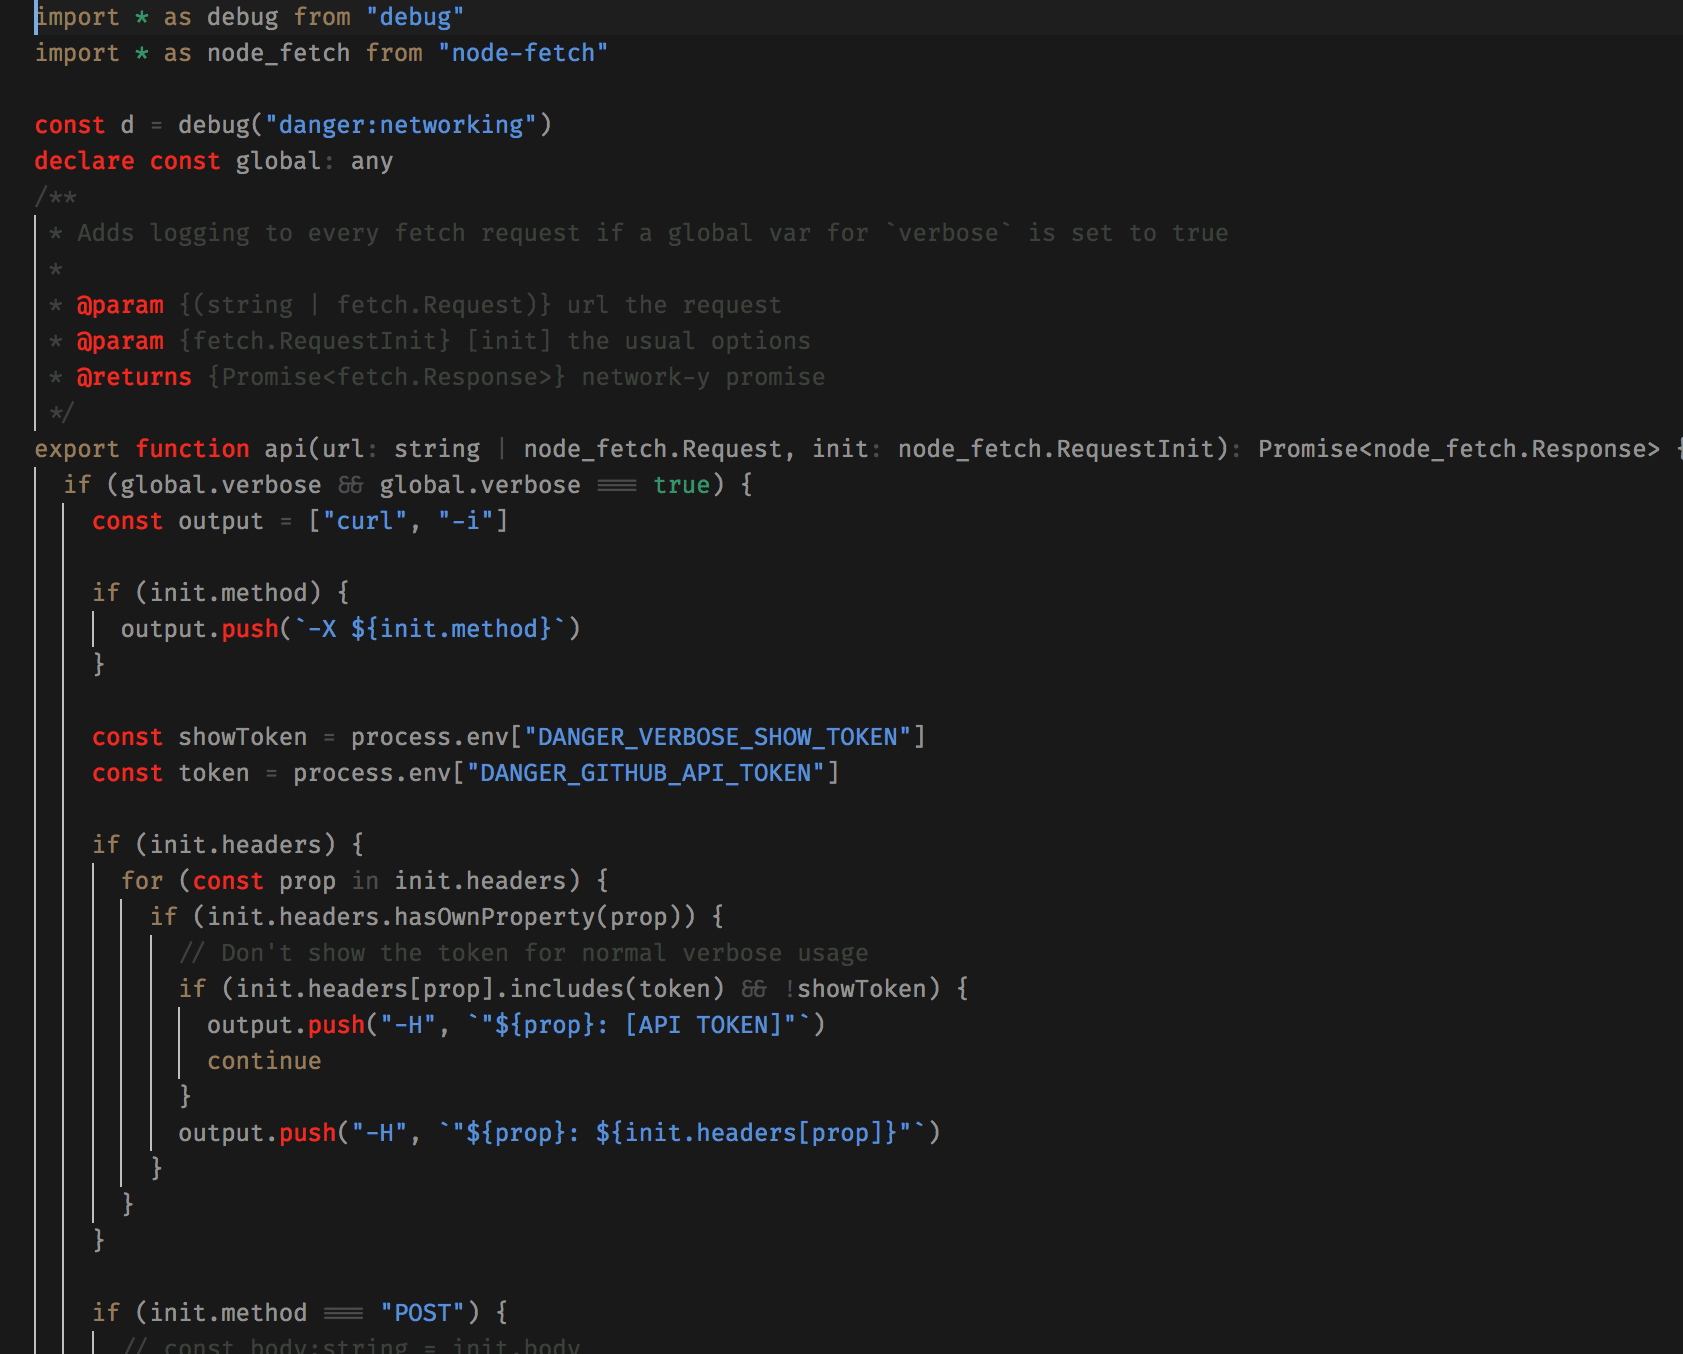 import * as debug from "debug"
import * as node_fetch from "node-fetch"

const d = debug("danger:networking")
declare const global: any
/**
 * Adds logging to every fetch request if a global var for `verbose` is set to true
 *
 * @param {(string | fetch.Request)} url the request
 * @param {fetch.RequestInit} [init] the usual options
 * @returns {Promise<fetch.Response>} network-y promise
 */
export function api(url: string | node_fetch.Request, init: node_fetch.RequestInit): Promise<node_fetch.Response> {
  if (global.verbose && global.verbose === true) {
    const output = ["curl", "-i"]

    if (init.method) {
      output.push(`-X ${init.method}`)
    }

    const showToken = process.env["DANGER_VERBOSE_SHOW_TOKEN"]
    const token = process.env["DANGER_GITHUB_API_TOKEN"]

    if (init.headers) {
      for (const prop in init.headers) {
        if (init.headers.hasOwnProperty(prop)) {
          // Don't show the token for normal verbose usage
          if (init.headers[prop].includes(token) && !showToken) {
            output.push("-H", `"${prop}: [API TOKEN]"`)
            continue
          }
          output.push("-H", `"${prop}: ${init.headers[prop]}"`)
        }
      }
    }

    if (init.method === "POST") {
      // const body:string = init.body